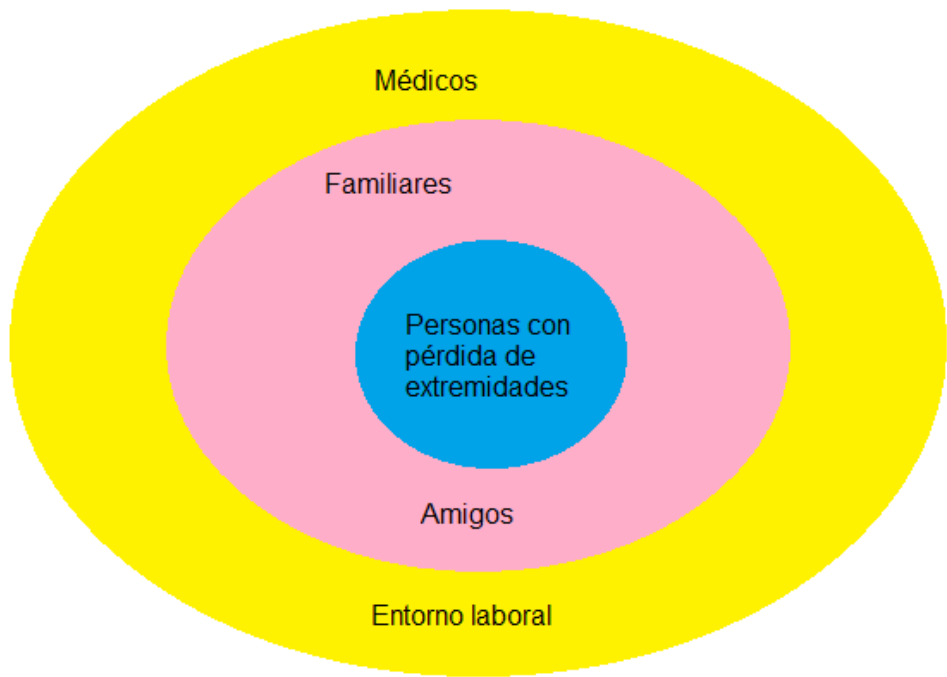 Médicos
Familiares
Personas con
pérdida de
extremidades
Amigos
Entorno laboral